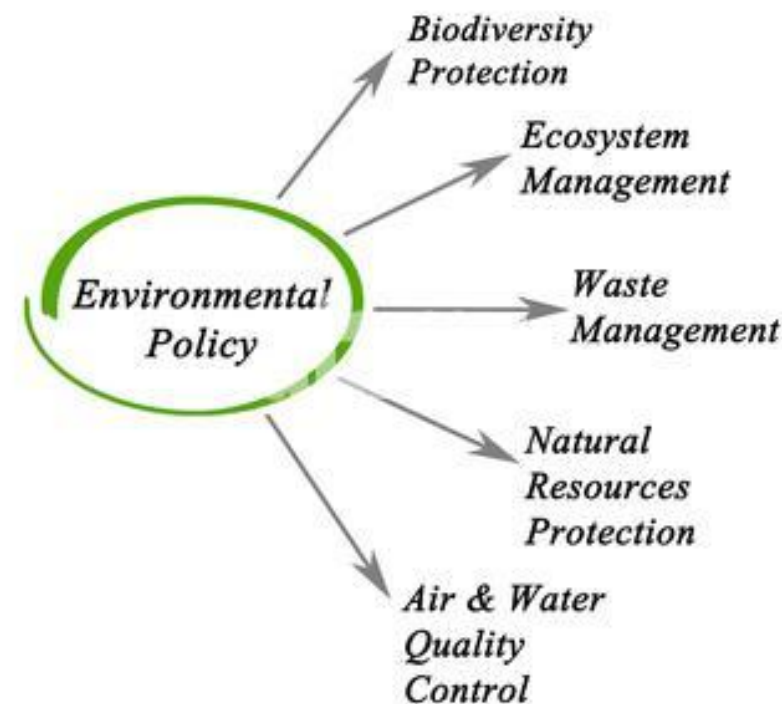 Biodiversity
Protection
Ecosystem
Management
Environmental
Policy
Waste
Management
Natural
Resources
Protection
Air & Water
Quality
Control